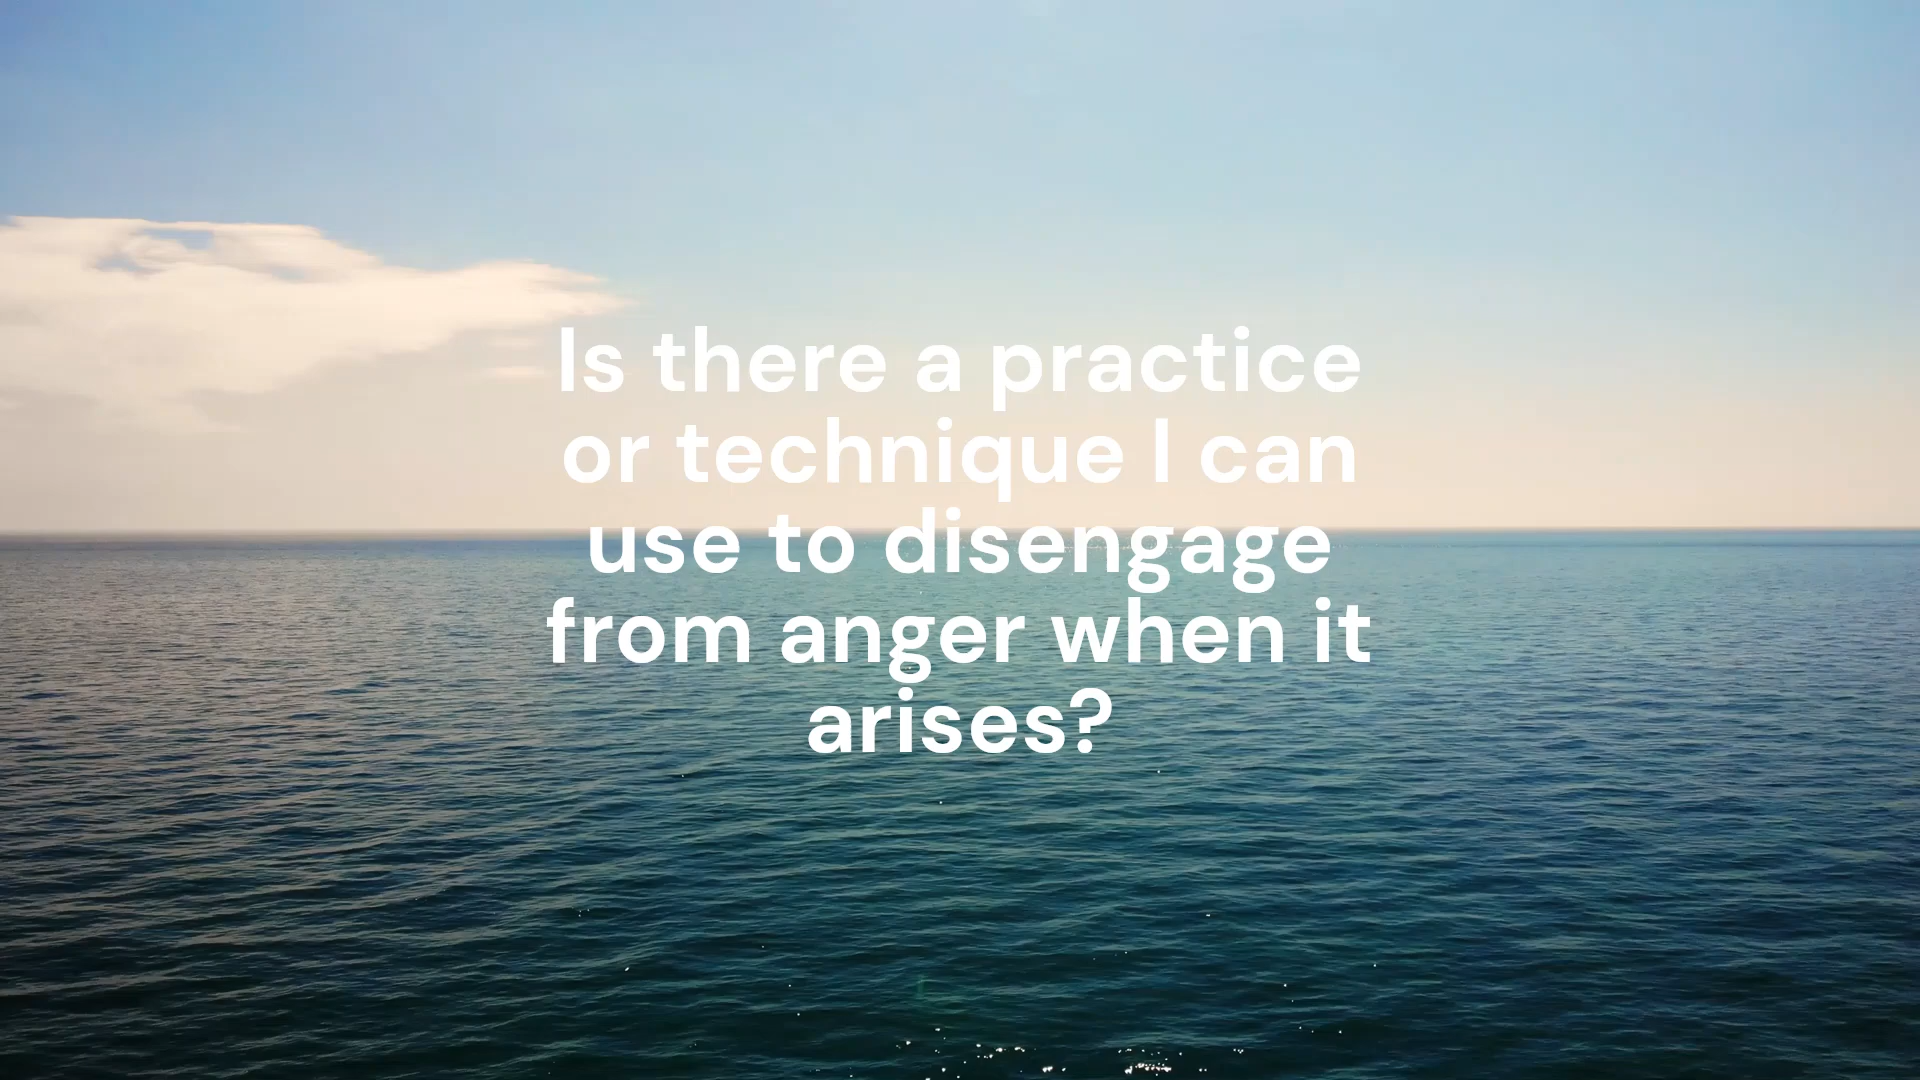 Is there a practice
or technique I can
use to disengage
from anger when it
arises?